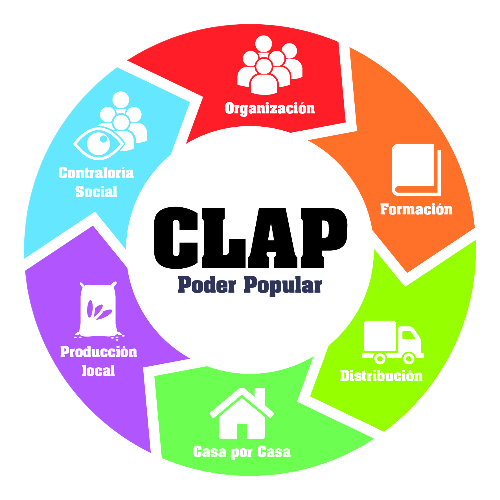 Organización
Formación
Distribución
Casa por Casa
Producción
local
Contraloría
Social
CLAP
Poder Popular